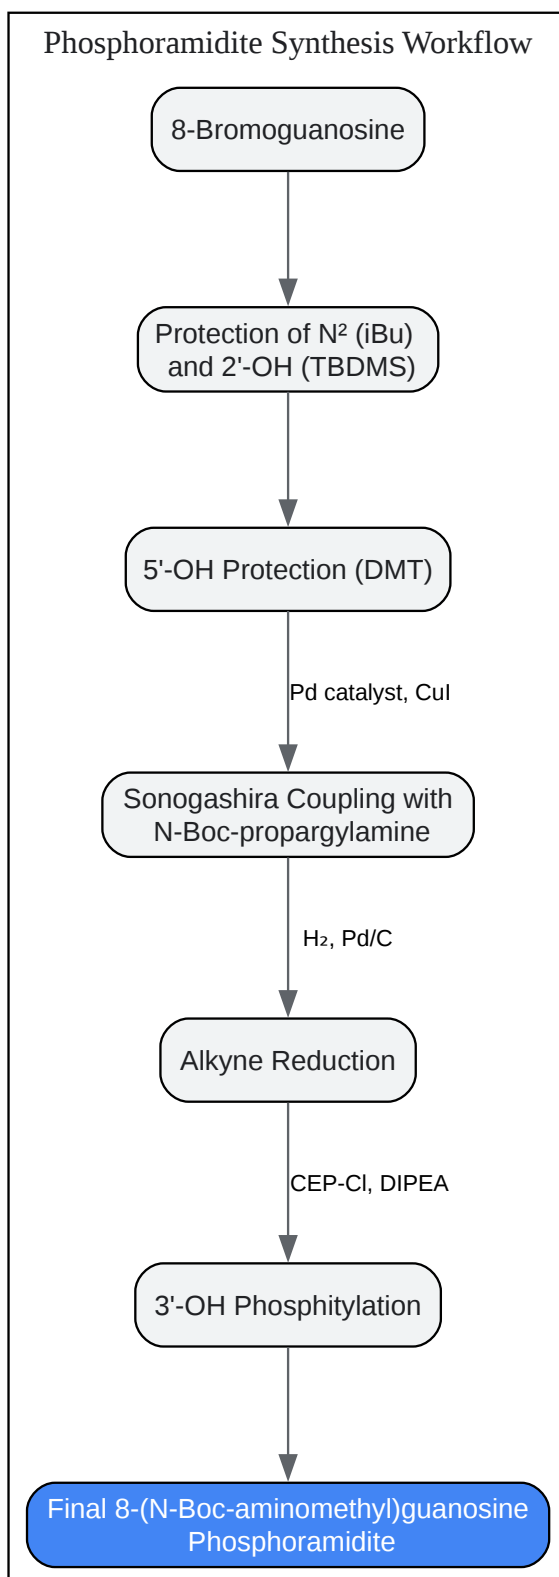 Phosphoramidite Synthesis Workflow
8-Bromoguanosine
Protection of N² (iBu)
and 2'-OH (TBDMS)
5'-OH Protection (DMT)
Pd catalyst, CuI
Sonogashira Coupling with
N-Boc-propargylamine
H₂, Pd/C
Alkyne Reduction
CEP-Cl, DIPEA
3'-OH Phosphitylation
Final 8-(N-Boc-aminomethyl)guanosine
Phosphoramidite